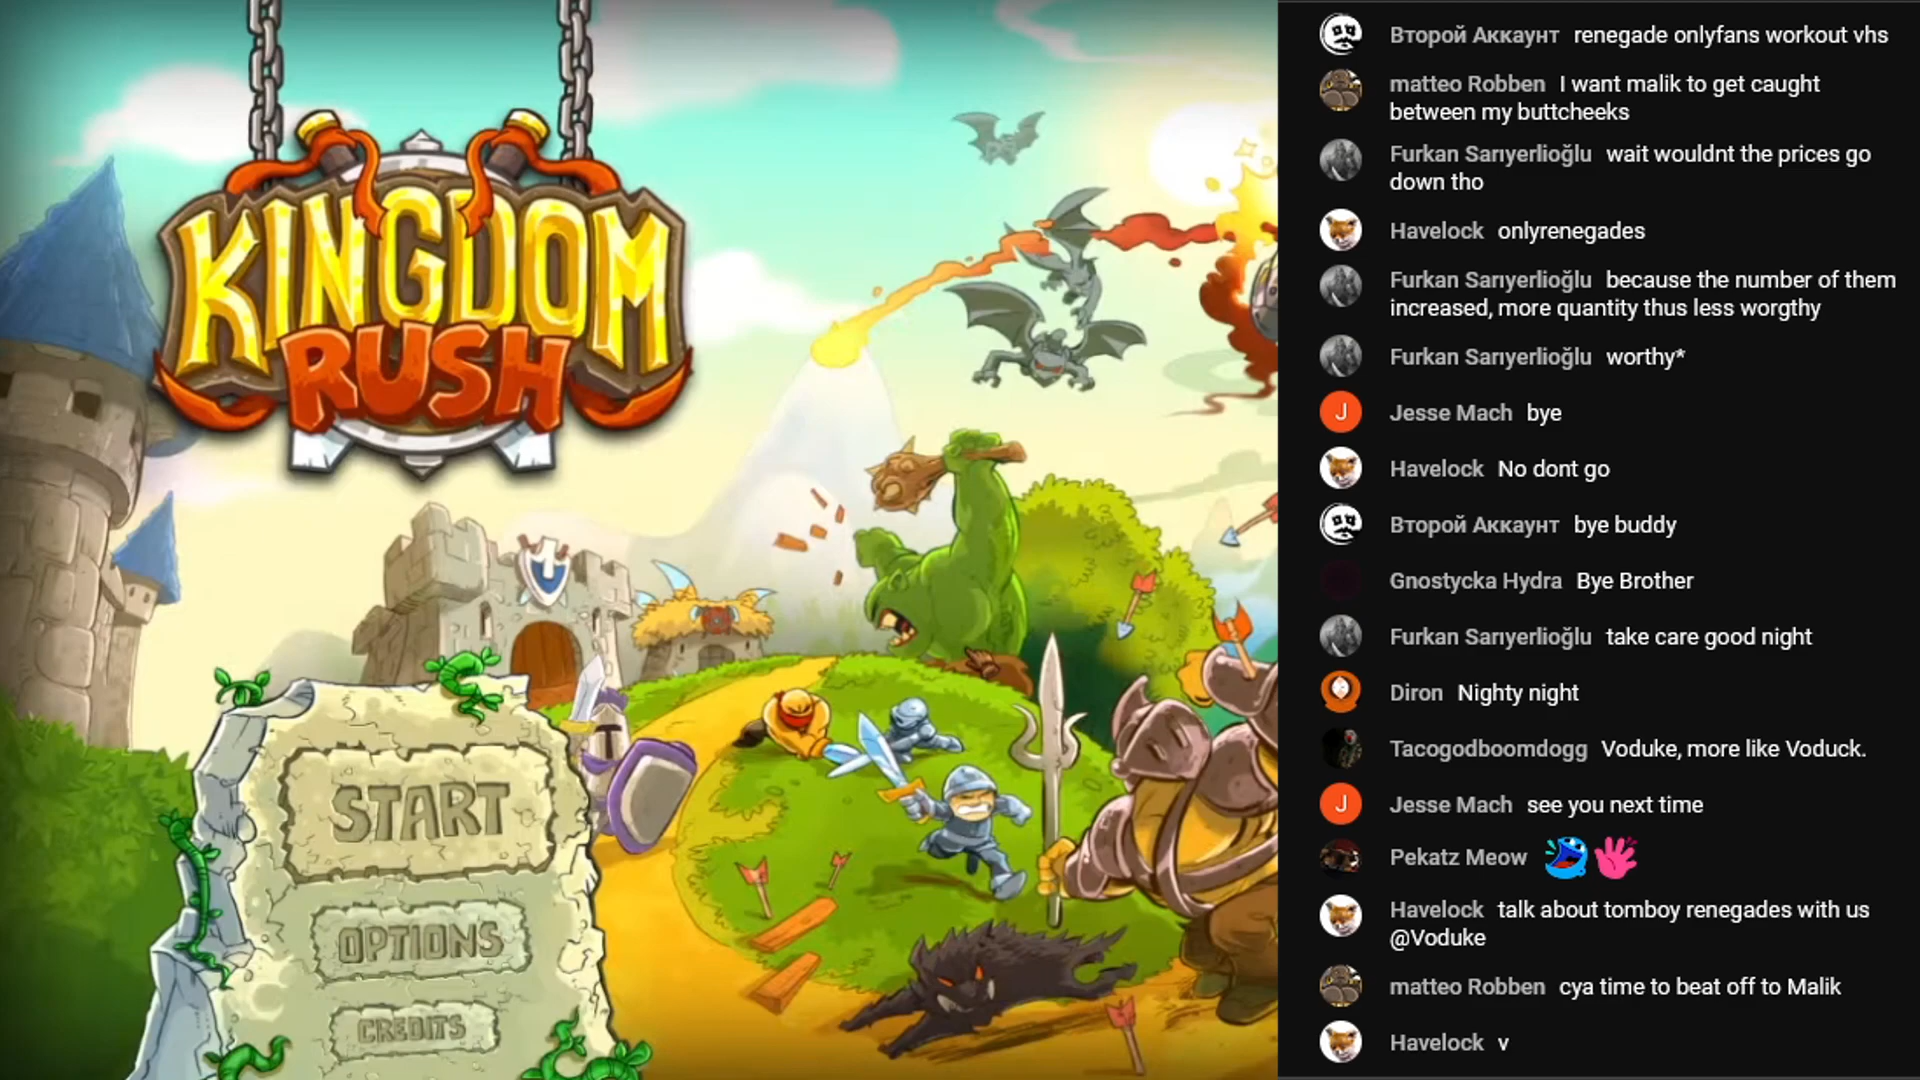 KINGDOM
RUSH
START
OPTIONS
CREDITS
Второй Аккаунт renegade onlyfans workout vhs
matteo Robben I want malik to get caught
between my buttcheeks
Furkan Sarıyerlioğlu wait wouldnt the prices go
down tho
Havelock onlyrenegades
Furkan Sarıyerlioğlu because the number of them
increased, more quantity thus less worgthy
Furkan Sarıyerlioğlu worthy*
J
Jesse Mach bye
Havelock No dont go
Второй Аккаунт bye buddy
Gnostycka Hydra Bye Brother
Furkan Sarıyerlioğlu take care good night
Diron Nighty night
Tacogodboomdogg Voduke, more like Voduck.
J
Jesse Mach see you next time
Pekatz Meow
Havelock talk about tomboy renegades with us
@Voduke
matteo Robben cya time to beat off to Malik
Havelock v